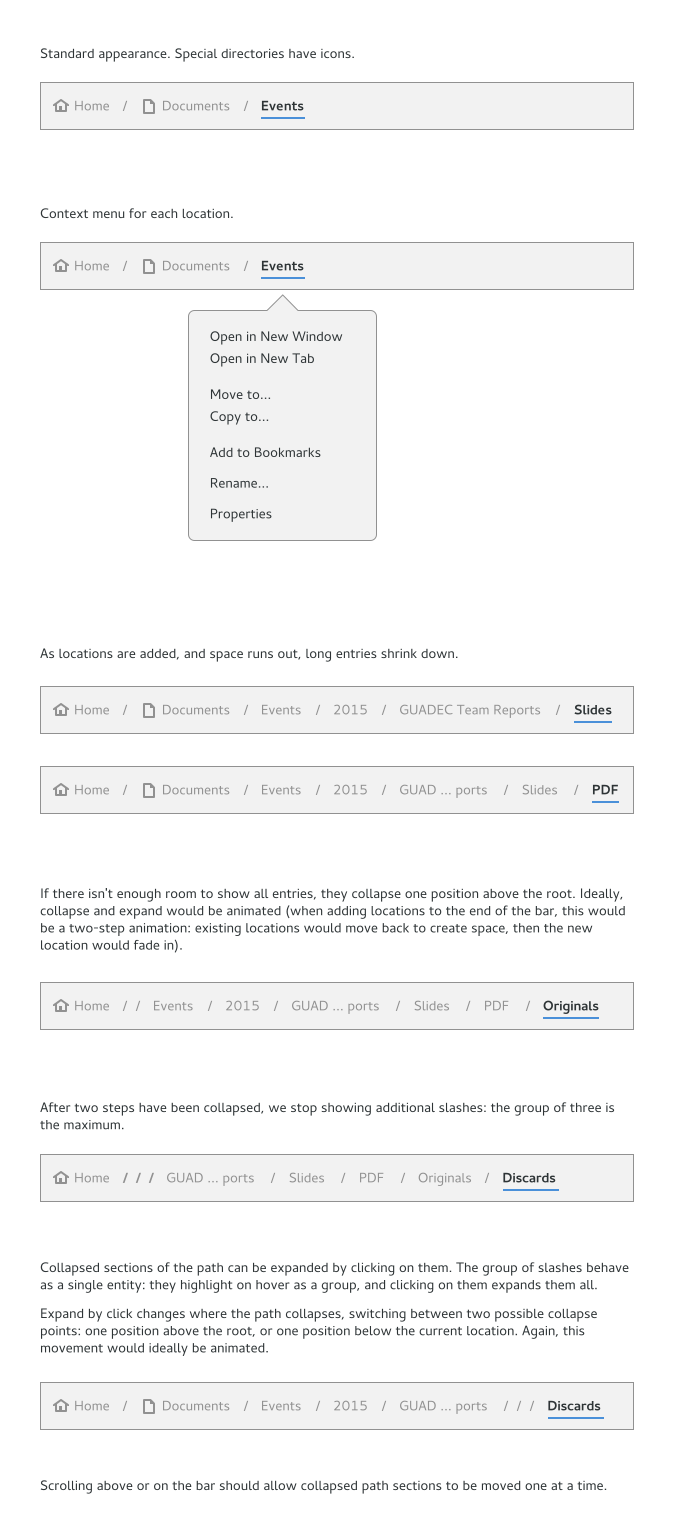 Standard appearance. Special directories have icons.
Home / Documents / Events
Context menu for each location.
Home / Documents / Events
Open in New Window
Open in New Tab
Move to...
Copy to...
Add to Bookmarks
Rename...
Properties
As locations are added, and space runs out, long entries shrink down.
Home / Documents / Events / 2015 / GUADEC Team Reports / Slides
Home / Documents / Events / 2015 / GUAD ... ports / Slides / PDF
If there isn't enough room to show all entries, they collapse one position above the root. Ideally,
collapse and expand would be animated (when adding locations to the end of the bar, this would
be a two-step animation: existing locations would move back to create space, then the new
location would fade in).
Home / / Events / 2015 / GUAD ... ports / Slides / PDF / Originals
After two steps have been collapsed, we stop showing additional slashes: the group of three is
the maximum.
Home / / / GUAD ... ports / Slides / PDF / Originals / Discards
Collapsed sections of the path can be expanded by clicking on them. The group of slashes behave
as a single entity: they highlight on hover as a group, and clicking on them expands them all.
Expand by click changes where the path collapses, switching between two possible collapse
points: one position above the root, or one position below the current location. Again, this
movement would ideally be animated.
Home / Documents / Events / 2015 / GUAD ... ports / / / Discards
Scrolling above or on the bar should allow collapsed path sections to be moved one at a time.